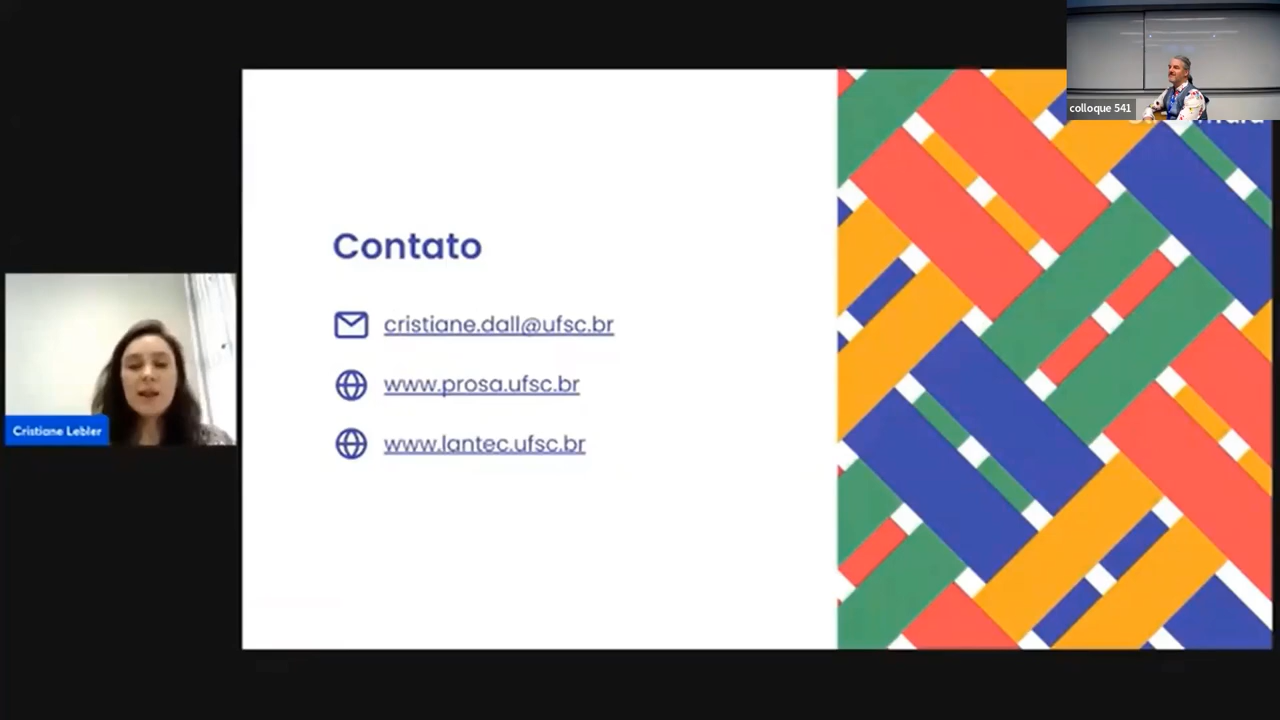 colloque 541
Contato
cristiane.dall@ufsc.br
www.prosa.ufsc.br
www.lantec.ufsc.br
Cristiane Lebler